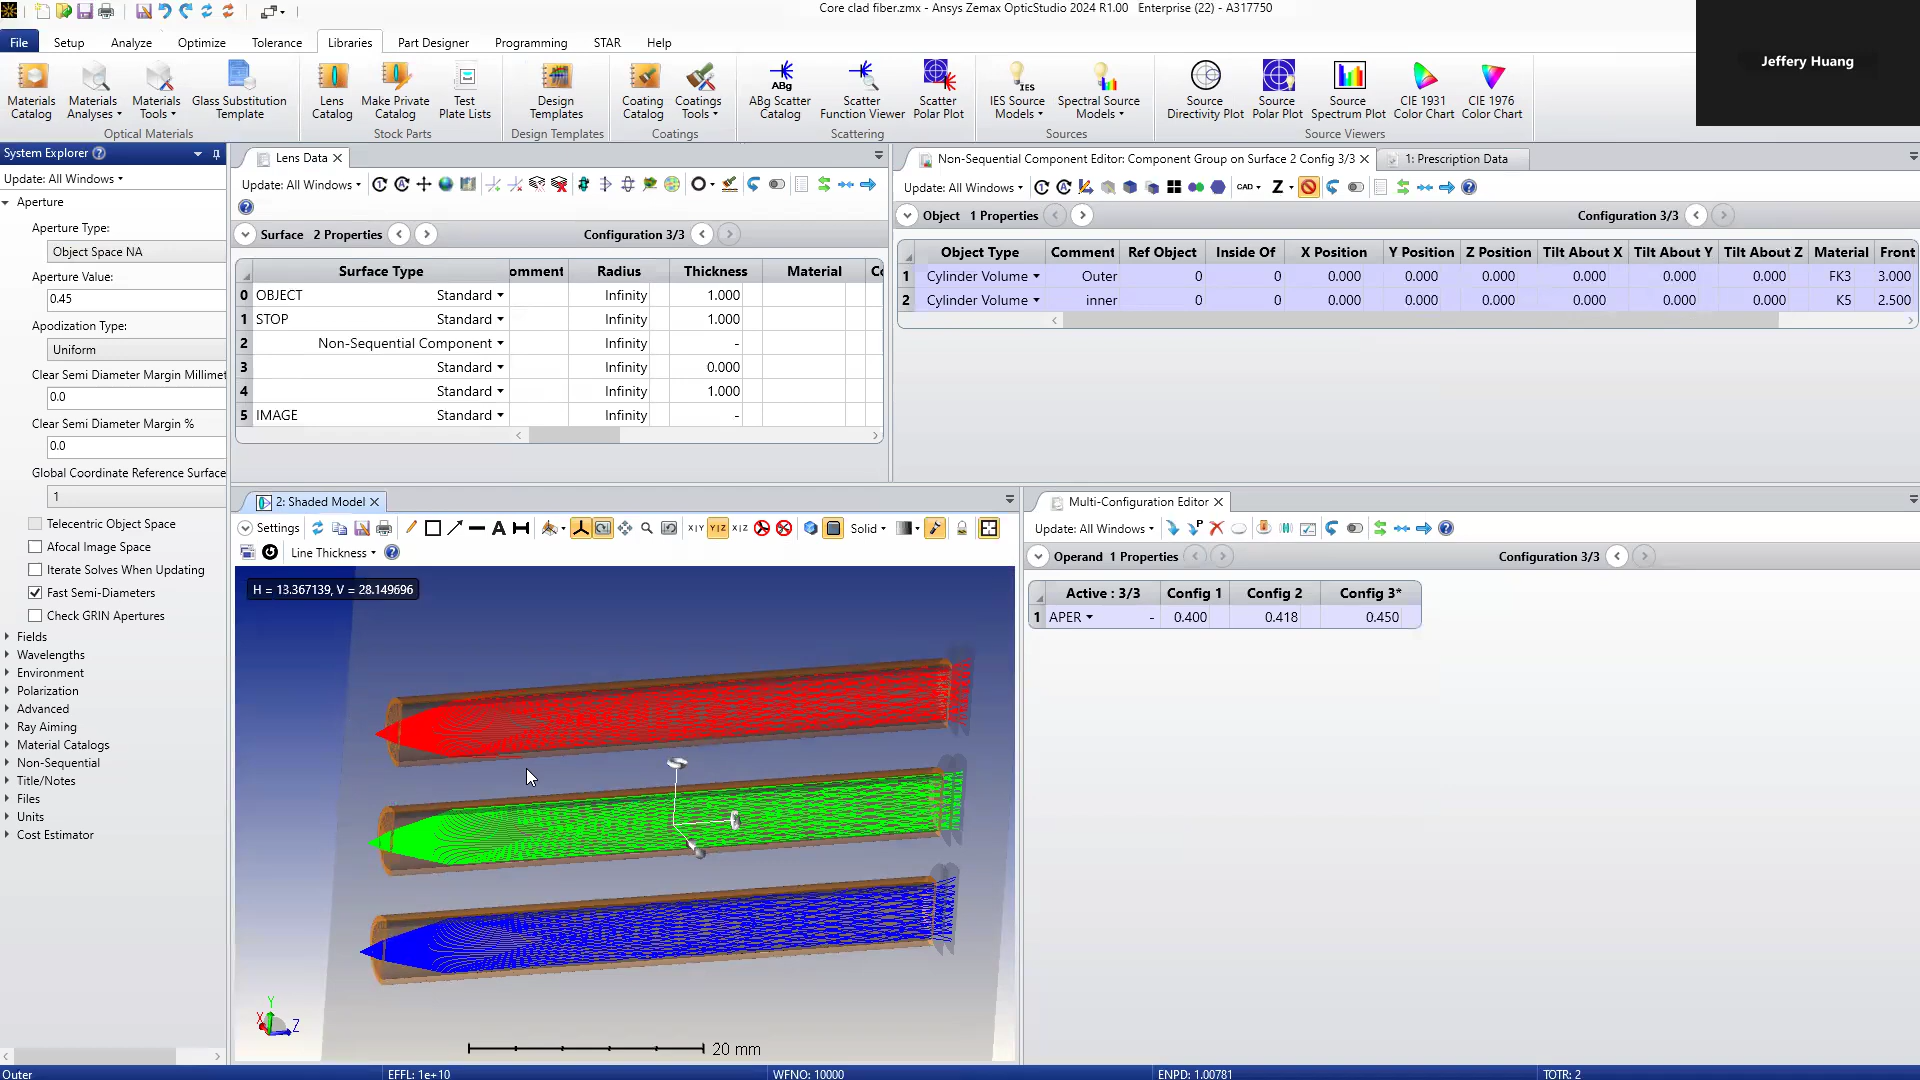 Core clad fiber.zmx - Ansys Zemax OpticStudio 2024 R1.00 Enterprise (22) - A317750
Jeffery Huang
File Setup Analyze Optimize Tolerance Libraries Part Designer Programming STAR Help
Materials Catalog
Materials Analyses
Materials Tools
Glass Substitution Template
Lens Catalog
Make Private Catalog
Test Plate Lists
Design Templates
Coating Catalog
Coatings Tools
ABg
ABg Scatter Catalog
Scatter Function Viewer
Scatter Polar Plot
IES
IES Source Models
Spectral Source Models
Source Directivity Plot
Source Polar Plot
Source Spectrum Plot
CIE 1931 Color Chart
CIE 1976 Color Chart
Optical Materials Stock Parts Design Templates Coatings Scattering Sources Source Viewers
System Explorer
Update: All Windows
Aperture
Aperture Type:
Object Space NA
Aperture Value:
0.45
Apodization Type:
Uniform
Clear Semi Diameter Margin Millimet
0.0
Clear Semi Diameter Margin %
0.0
Global Coordinate Reference Surface
1
Telecentric Object Space
Afocal Image Space
Iterate Solves When Updating
Fast Semi-Diameters
Check GRIN Apertures
Fields
Wavelengths
Environment
Polarization
Advanced
Ray Aiming
Material Catalogs
Non-Sequential
Title/Notes
Files
Units
Cost Estimator
Lens Data
Update: All Windows
Surface 2 Properties Configuration 3/3
Surface Type omment Radius Thickness Material Co
0 OBJECT Standard Infinity 1.000
1 STOP Standard Infinity 1.000
2 Non-Sequential Component Infinity -
3 Standard Infinity 0.000
4 Standard Infinity 1.000
5 IMAGE Standard Infinity -
Non-Sequential Component Editor: Component Group on Surface 2 Config 3/3
1: Prescription Data
Update: All Windows CAD Z
Object 1 Properties Configuration 3/3
Object Type Comment Ref Object Inside Of X Position Y Position Z Position Tilt About X Tilt About Y Tilt About Z Material Front
1 Cylinder Volume Outer 0 0 0.000 0.000 0.000 0.000 0.000 0.000 FK3 3.000
2 Cylinder Volume inner 0 0 0.000 0.000 0.000 0.000 0.000 0.000 K5 2.500
2: Shaded Model
Settings A X|Y Y|Z X|Z Solid
Line Thickness
H = 13.367139, V = 28.149696
Y
X
Z
20 mm
Multi-Configuration Editor
Update: All Windows P
Operand 1 Properties Configuration 3/3
Active : 3/3 Config 1 Config 2 Config 3*
1 APER - 0.400 0.418 0.450
Outer EFFL: 1e+10 WFNO: 10000 ENPD: 1.00781 TOTR: 2